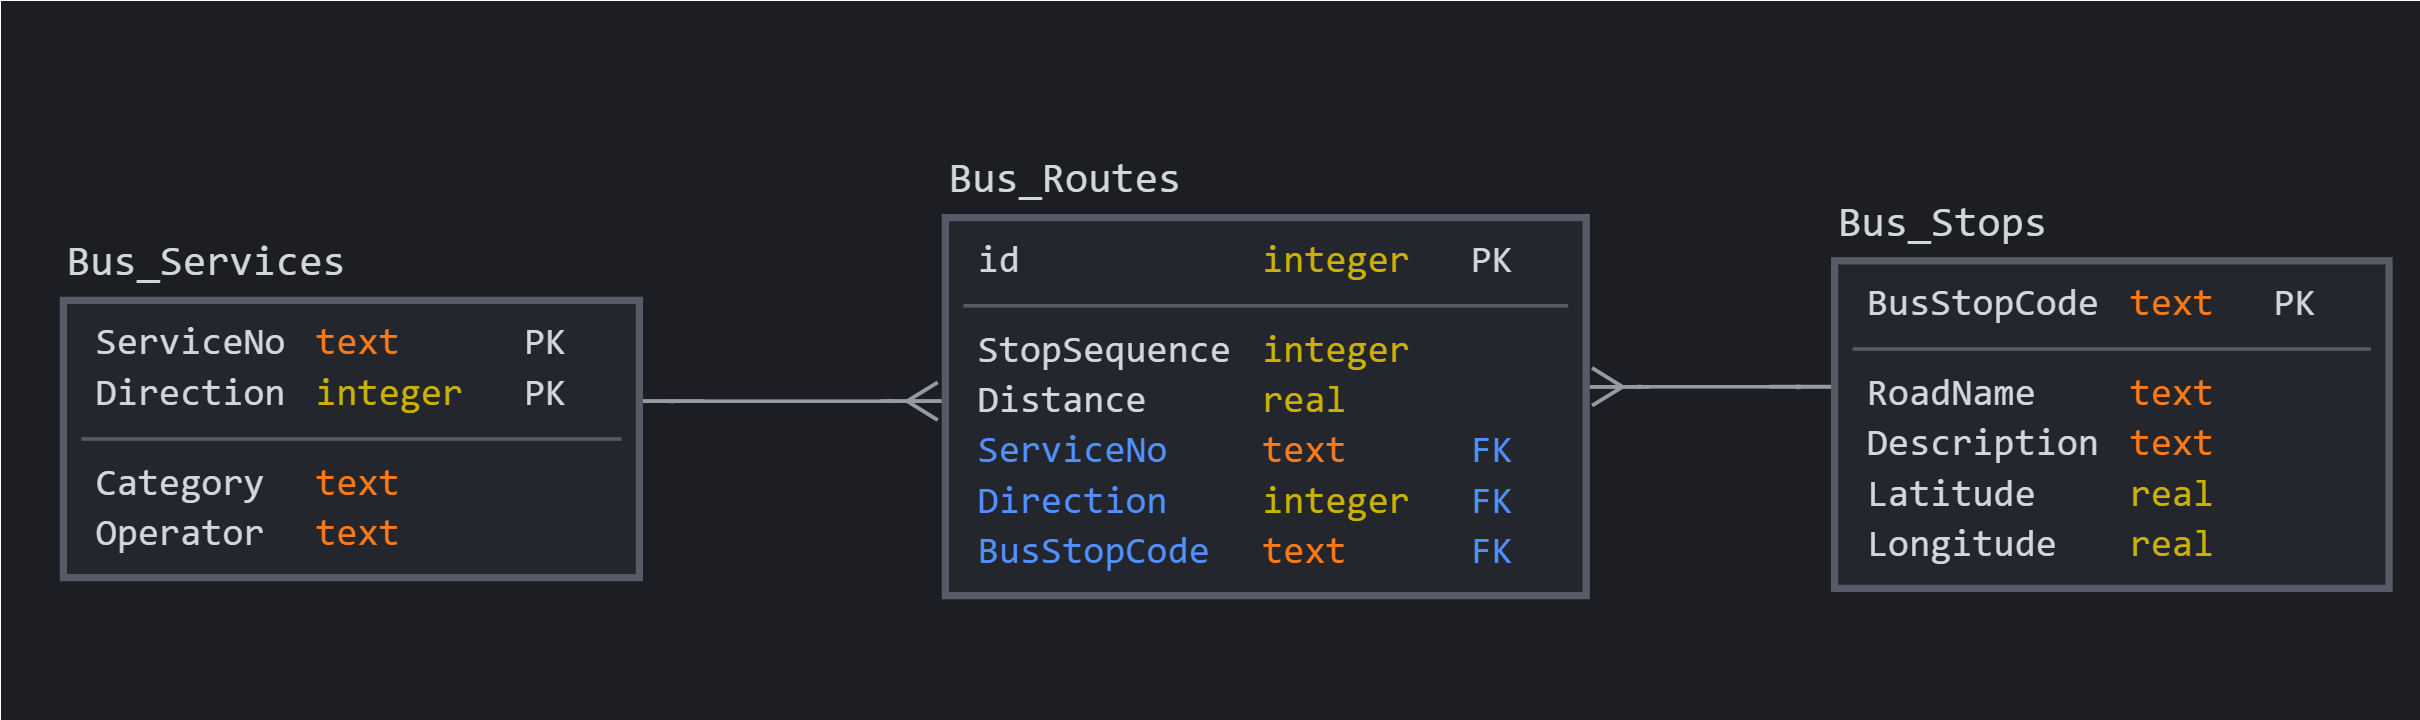 Bus_Services
ServiceNo text PK
Direction integer PK
Category text
Operator text
Bus_Routes
id integer PK
StopSequence integer
Distance real
ServiceNo text FK
Direction integer FK
BusStopCode text FK
Bus_Stops
BusStopCode text PK
RoadName text
Description text
Latitude real
Longitude real